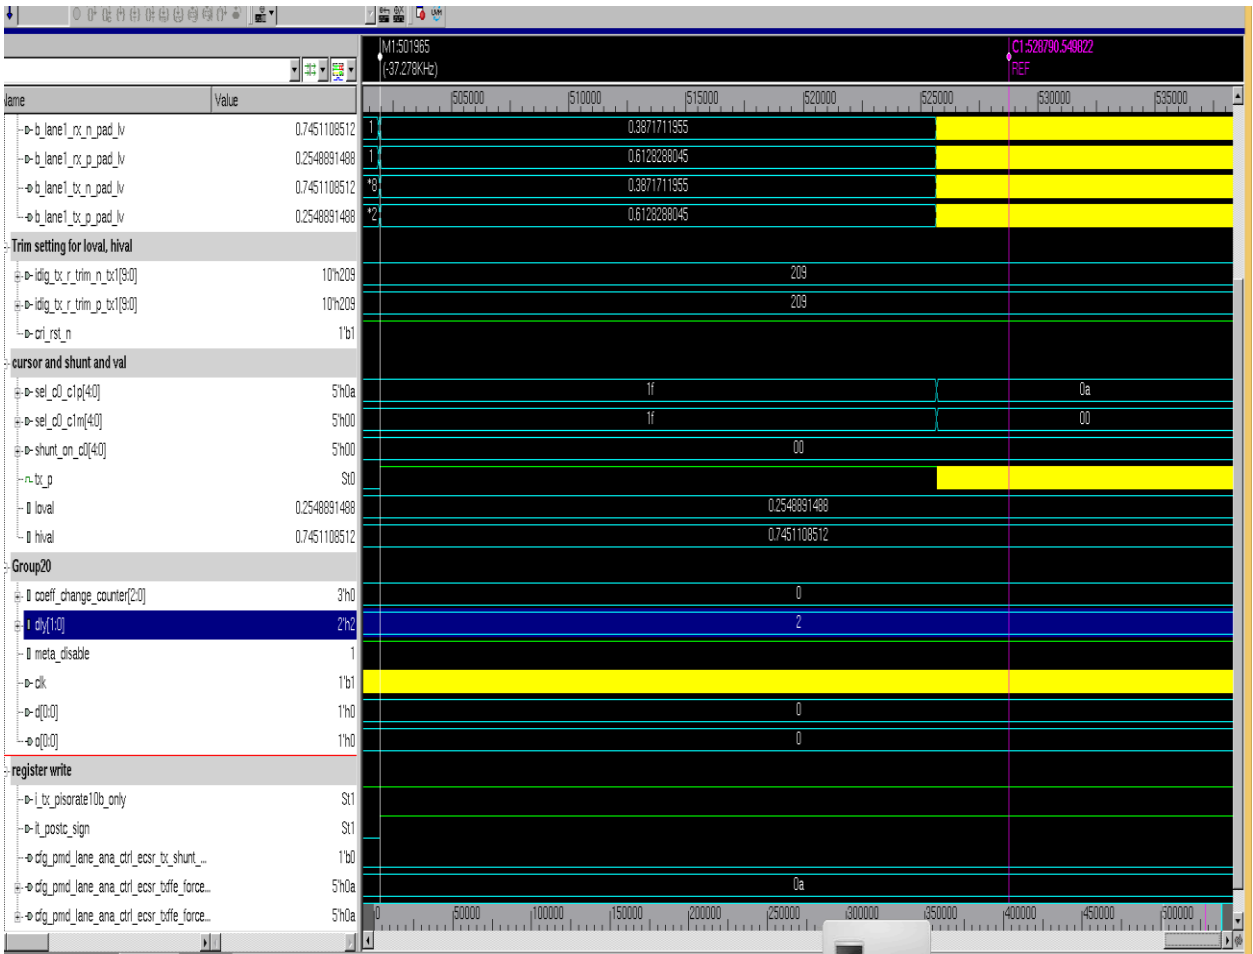 M1:501965 C1:528790.549822
(-37.278KHz) REF
Name Value 505000 510000 515000 520000 525000 530000 535000
b_lane1_rx_n_pad_lv 0.7451108512 1 0.3871711955
b_lane1_rx_p_pad_lv 0.2548891488 1 0.6128288045
b_lane1_tx_n_pad_lv 0.7451108512 *8 0.3871711955
b_lane1_tx_p_pad_lv 0.2548891488 *2 0.6128288045
Trim setting for loval, hival
idig_tx_r_trim_n_tx1[9:0] 10'h209 209
idig_tx_r_trim_p_tx1[9:0] 10'h209 209
cri_rst_n 1'b1
cursor and shunt and val
sel_c0_c1p[4:0] 5'h0a 1f 0a
sel_c0_c1m[4:0] 5'h00 1f 00
shunt_on_c0[4:0] 5'h00 00
tx_p St0
loval 0.2548891488 0.2548891488
hival 0.7451108512 0.7451108512
Group20
coeff_change_counter[2:0] 3'h0 0
dly[1:0] 2'h2 2
meta_disable 1
clk 1'b1
d[0:0] 1'h0 0
o[0:0] 1'h0 0
register write
i_tx_pisorate10b_only St1
it_postc_sign St1
cfg_pmd_lane_ana_ctrl_ecsr_tx_shunt_... 1'b0
cfg_pmd_lane_ana_ctrl_ecsr_txffe_force... 5'h0a 0a
cfg_pmd_lane_ana_ctrl_ecsr_txffe_force... 5'h0a 0 50000 100000 150000 200000 250000 300000 350000 400000 450000 500000